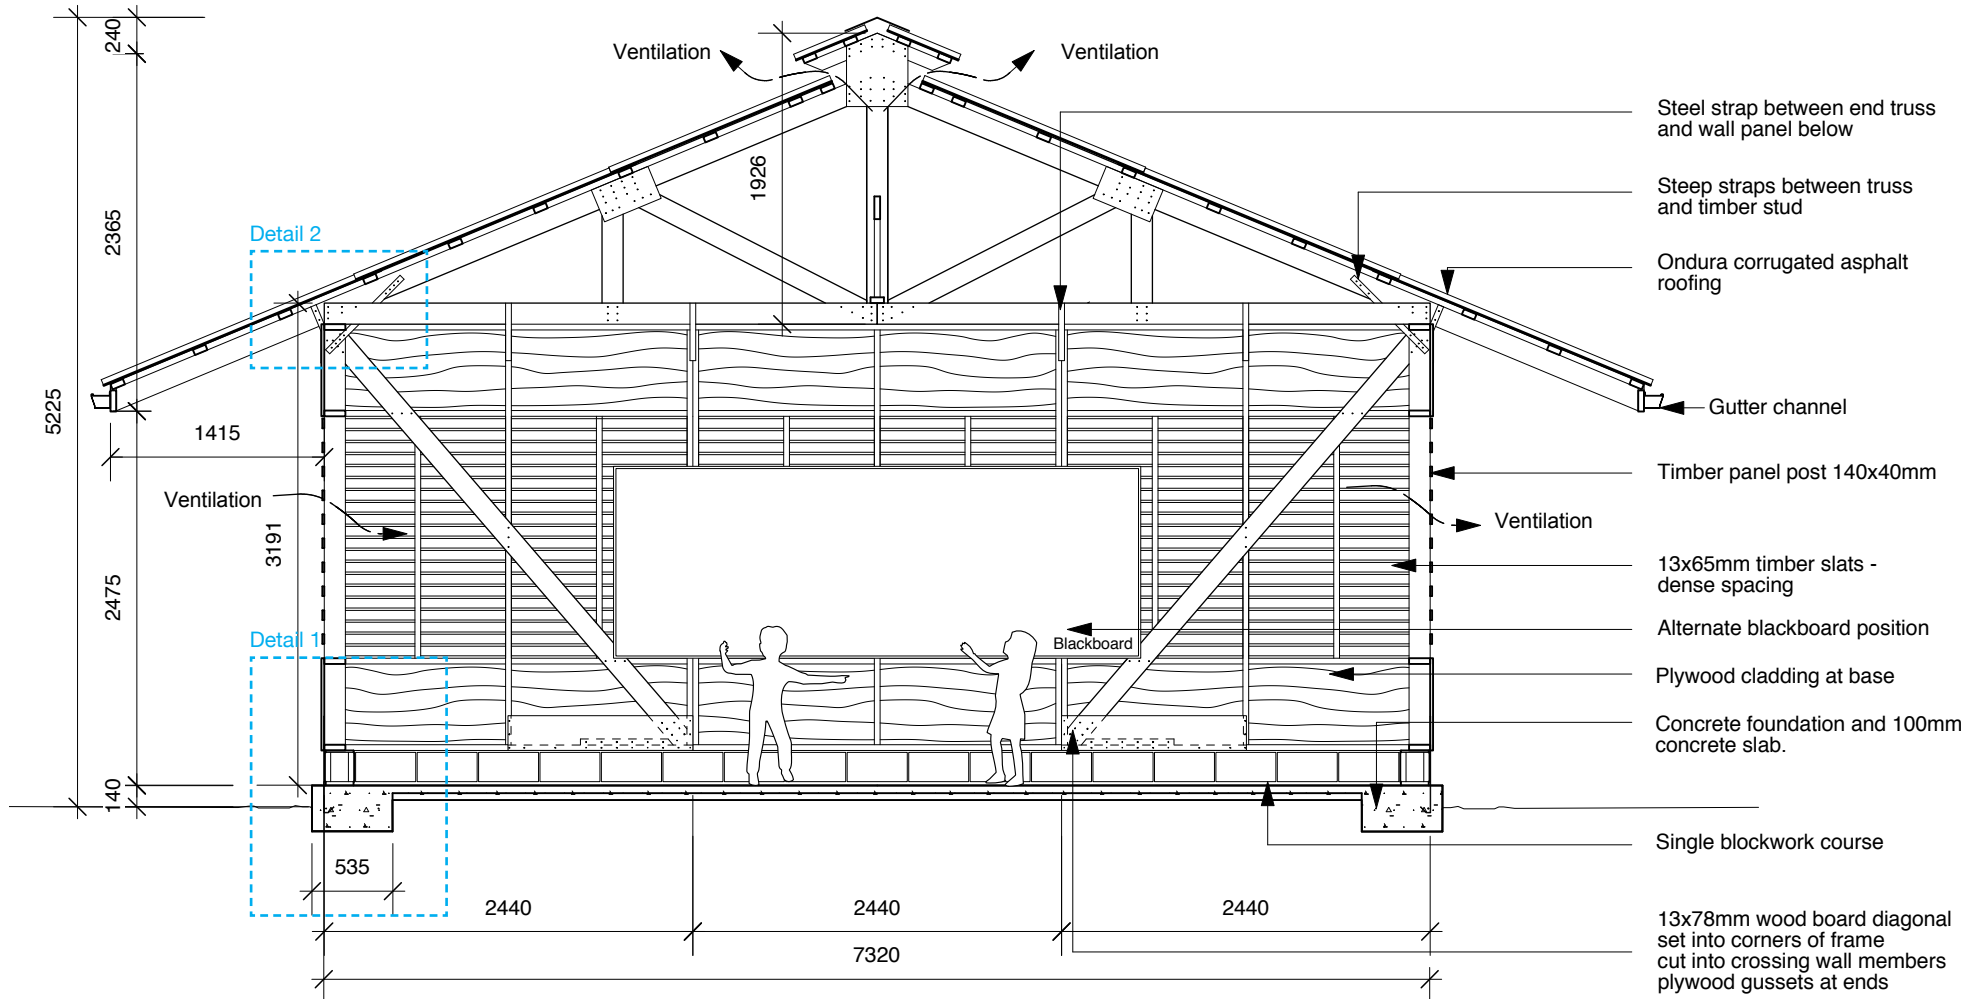 240
Ventilation
Ventilation
Steel strap between end truss
and wall panel below
1926
Steep straps between truss
and timber stud
2365
Detail 2
Ondura corrugated asphalt
roofing
5225
Gutter channel
1415
Timber panel post 140x40mm
Ventilation
Ventilation
3191
13x65mm timber slats -
dense spacing
2475
Alternate blackboard position
Detail 1
Blackboard
Plywood cladding at base
Concrete foundation and 100mm
concrete slab.
140
Single blockwork course
535
2440
2440
2440
13x78mm wood board diagonal
set into corners of frame
cut into crossing wall members
plywood gussets at ends
7320